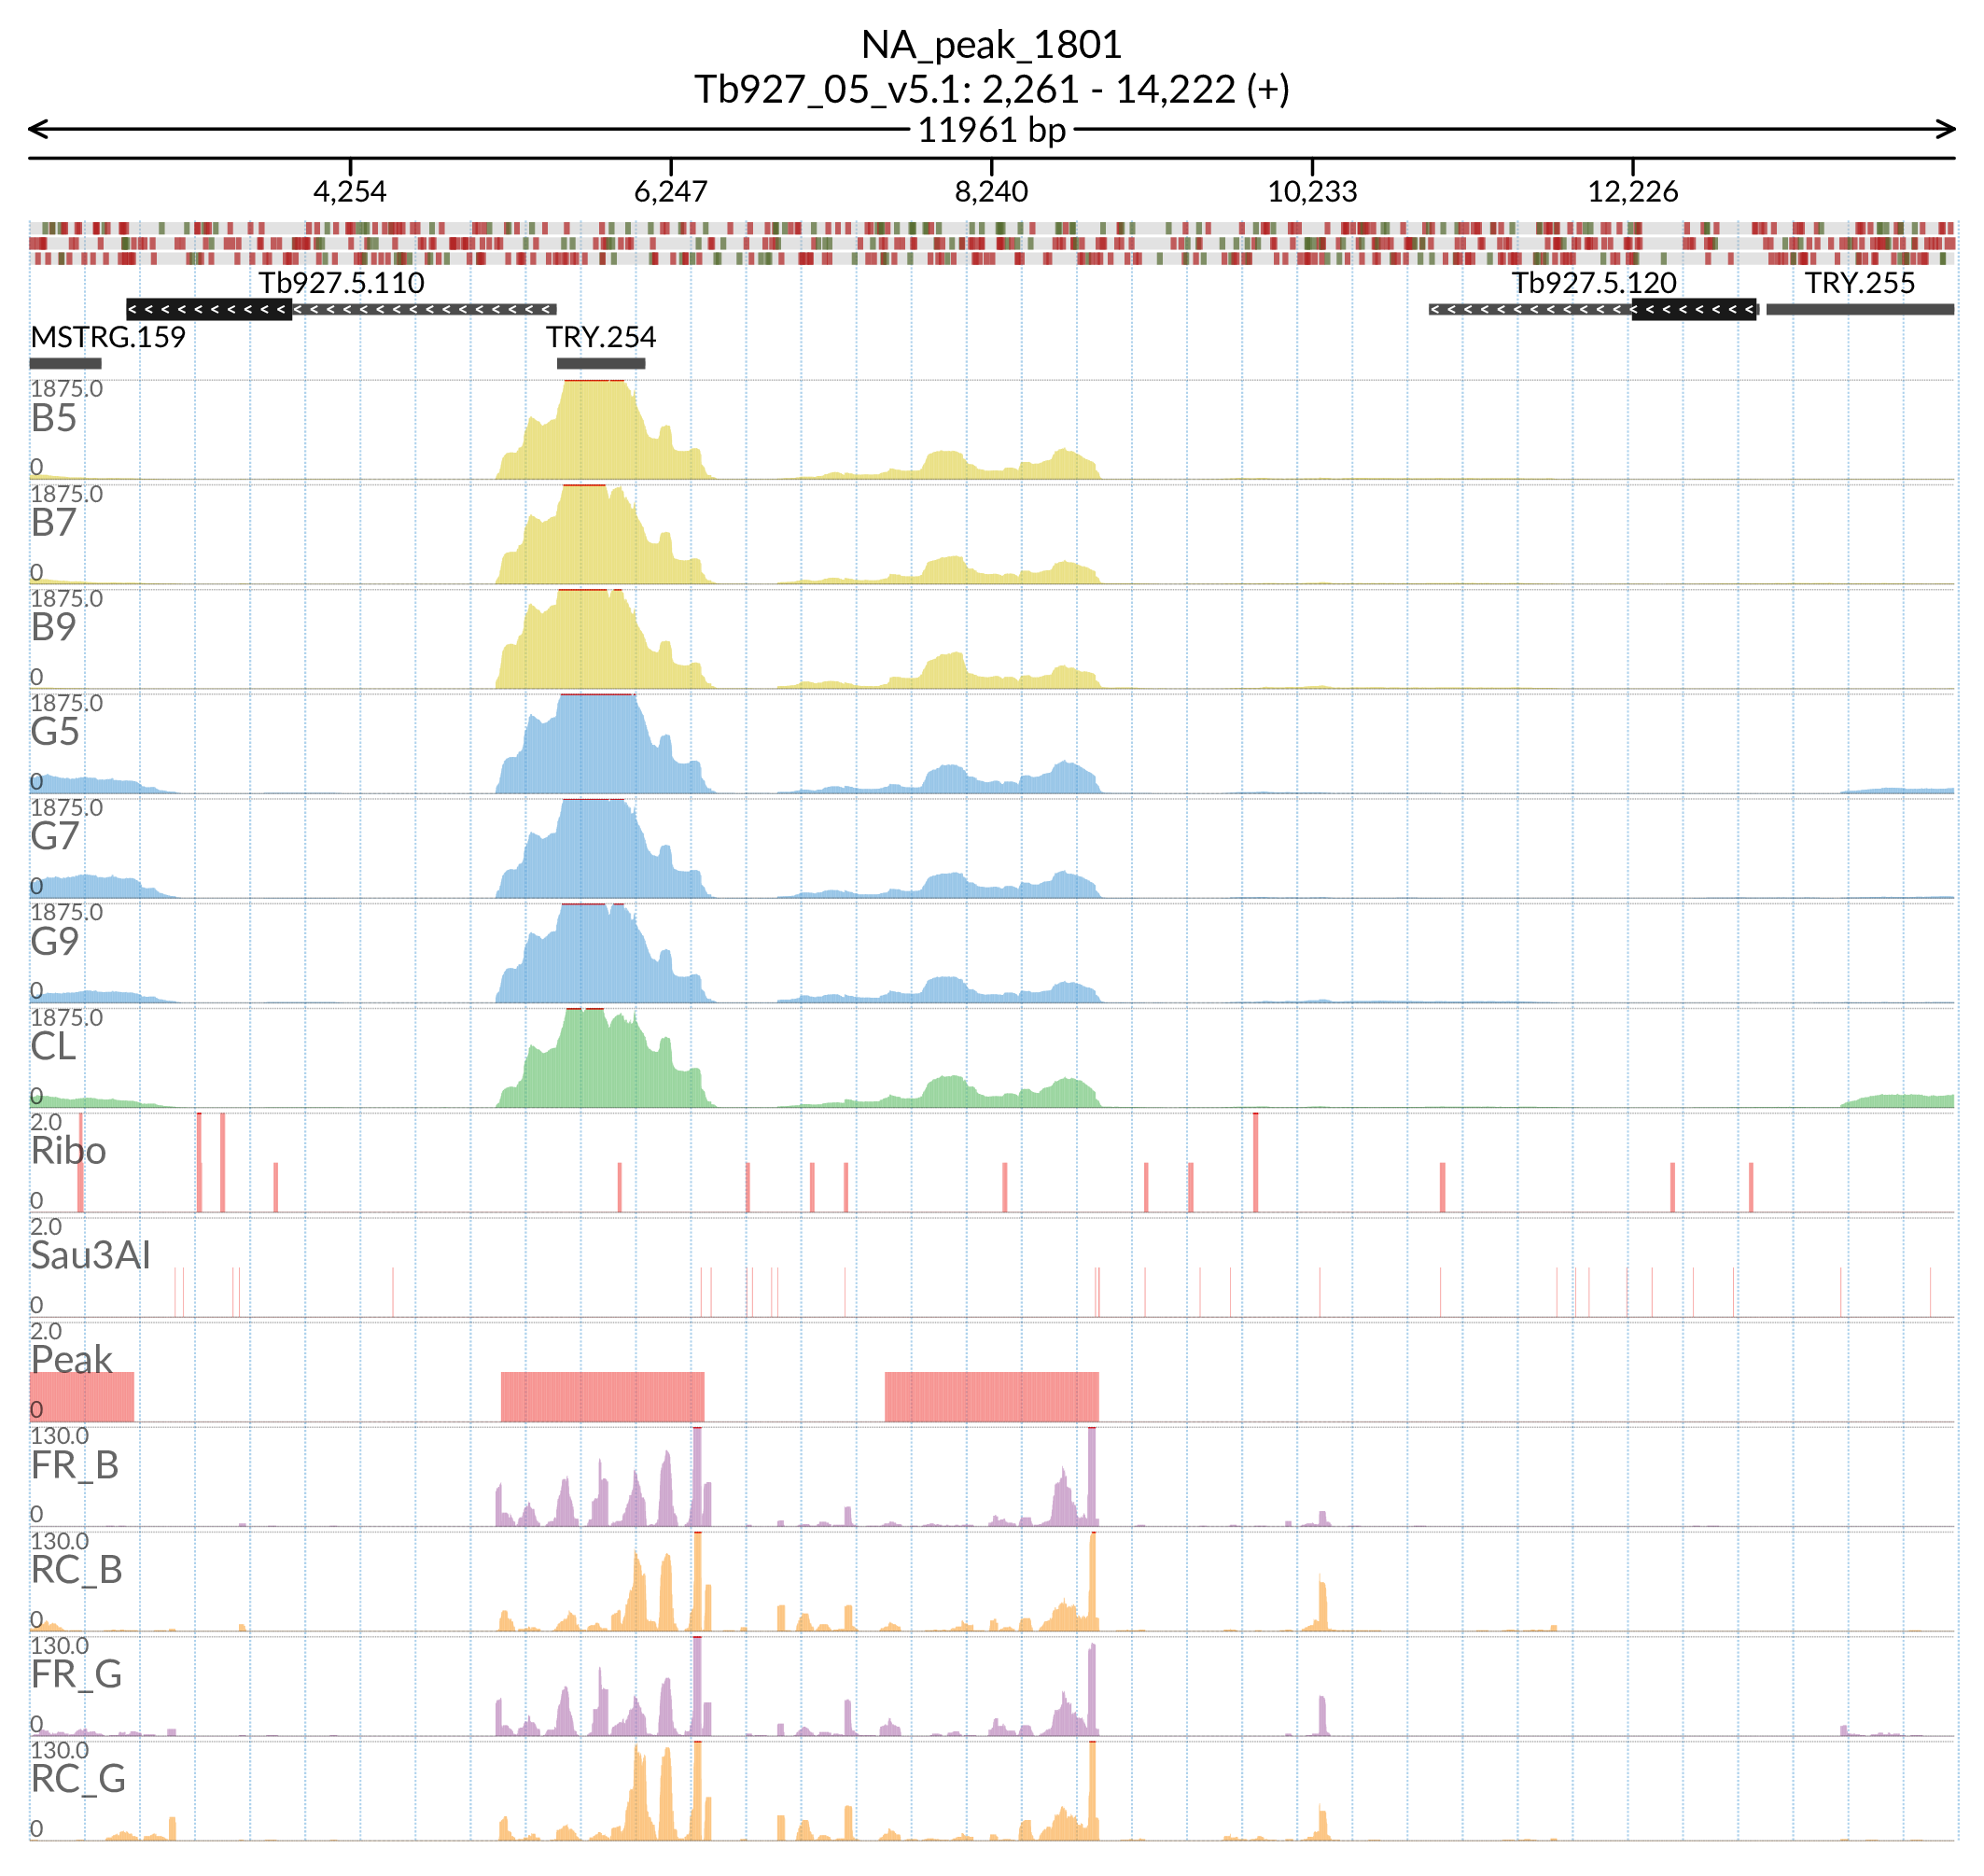 NA_peak_1801
Tb927_05_v5.1: 2,261 - 14,222 (+)
11961 bp
4,254 6,247 8,240 10,233 12,226
Tb927.5.110 Tb927.5.120 TRY.255
MSTRG.159 TRY.254
1875.0
B5
0
1875.0
B7
0
1875.0
B9
0
1875.0
G5
0
1875.0
G7
0
1875.0
G9
0
1875.0
CL
0
2.0
Ribo
0
2.0
Sau3AI
0
2.0
Peak
0
130.0
FR_B
0
130.0
RC_B
0
130.0
FR_G
0
130.0
RC_G
0